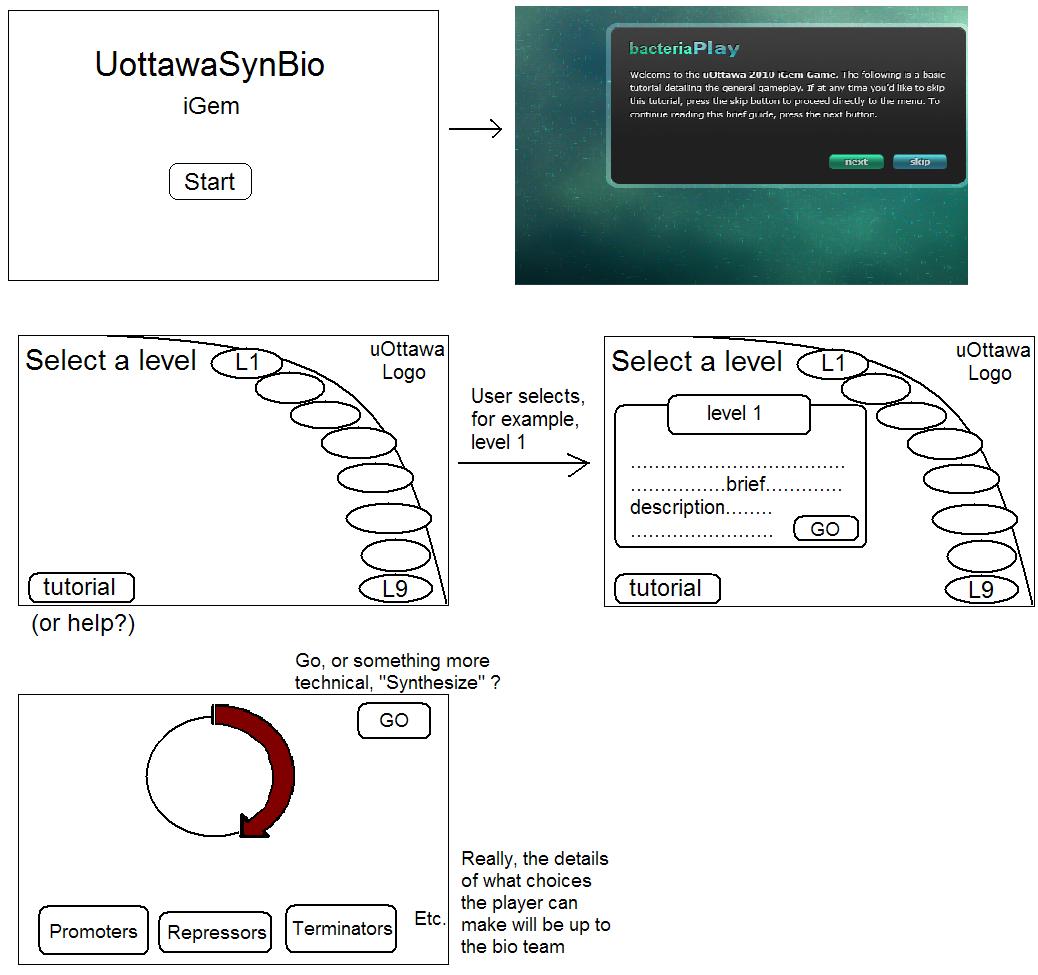 UottawaSynBio
iGem
Start
bacteriaPlay
Welcome to the uOttawa 2010 iGem Game. The following is a basic
tutorial detailing the general gameplay. If at any time you'd like to skip
this tutorial, press the skip button to proceed directly to the menu. To
continue reading this brief guide, press the next button.
next
skip
Select a level
L1
uOttawa
Logo
L9
tutorial
(or help?)
User selects,
for example,
level 1
Select a level
L1
uOttawa
Logo
level 1
......................................
.................brief..............
description........
.........................
GO
tutorial
L9
Go, or something more
technical, "Synthesize" ?
GO
Promoters
Repressors
Terminators
Etc.
Really, the details
of what choices
the player can
make will be up to
the bio team